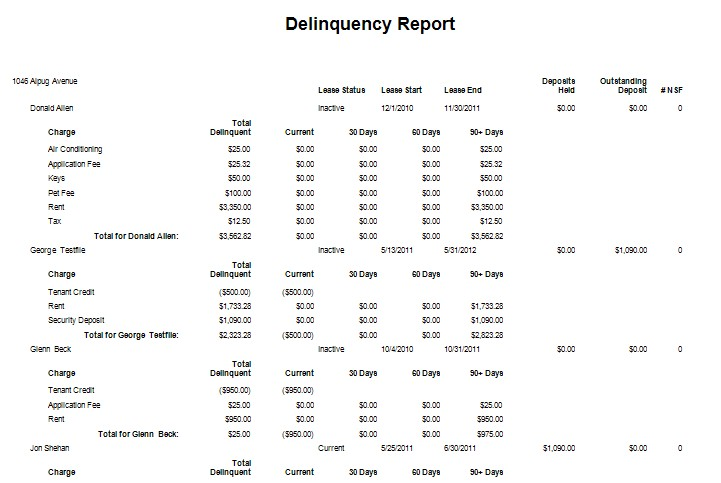 Delinquency Report
1046 Alpug Avenue
Lease Status Lease Start Lease End Deposits Held Outstanding Deposit # NSF
Donald Allen Inactive 12/1/2010 11/30/2011 $0.00 $0.00 0
Charge Total Delinquent Current 30 Days 60 Days 90+ Days
Air Conditioning $25.00 $0.00 $0.00 $0.00 $25.00
Application Fee $25.32 $0.00 $0.00 $0.00 $25.32
Keys $50.00 $0.00 $0.00 $0.00 $50.00
Pet Fee $100.00 $0.00 $0.00 $0.00 $100.00
Rent $3,350.00 $0.00 $0.00 $0.00 $3,350.00
Tax $12.50 $0.00 $0.00 $0.00 $12.50
Total for Donald Allen: $3,562.82 $0.00 $0.00 $0.00 $3,562.82
George Testfile Inactive 5/13/2011 5/31/2012 $0.00 $1,090.00 0
Charge Total Delinquent Current 30 Days 60 Days 90+ Days
Tenant Credit ($500.00) ($500.00)
Rent $1,733.28 $0.00 $0.00 $0.00 $1,733.28
Security Deposit $1,090.00 $0.00 $0.00 $0.00 $1,090.00
Total for George Testfile: $2,323.28 ($500.00) $0.00 $0.00 $2,823.28
Glenn Beck Inactive 10/4/2010 10/31/2011 $0.00 $0.00 0
Charge Total Delinquent Current 30 Days 60 Days 90+ Days
Tenant Credit ($950.00) ($950.00)
Application Fee $25.00 $0.00 $0.00 $0.00 $25.00
Rent $950.00 $0.00 $0.00 $0.00 $950.00
Total for Glenn Beck: $25.00 ($950.00) $0.00 $0.00 $975.00
Jon Shehan Current 5/25/2011 6/30/2011 $1,090.00 $0.00 0
Charge Total Delinquent Current 30 Days 60 Days 90+ Days